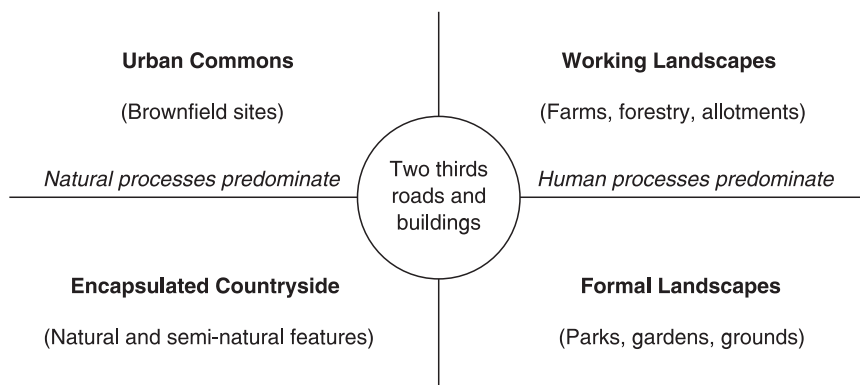 Urban Commons
(Brownfield sites)
Working Landscapes
(Farms, forestry, allotments)
Natural processes predominate
Two thirds
roads and
buildings
Human processes predominate
Encapsulated Countryside
(Natural and semi-natural features)
Formal Landscapes
(Parks, gardens, grounds)